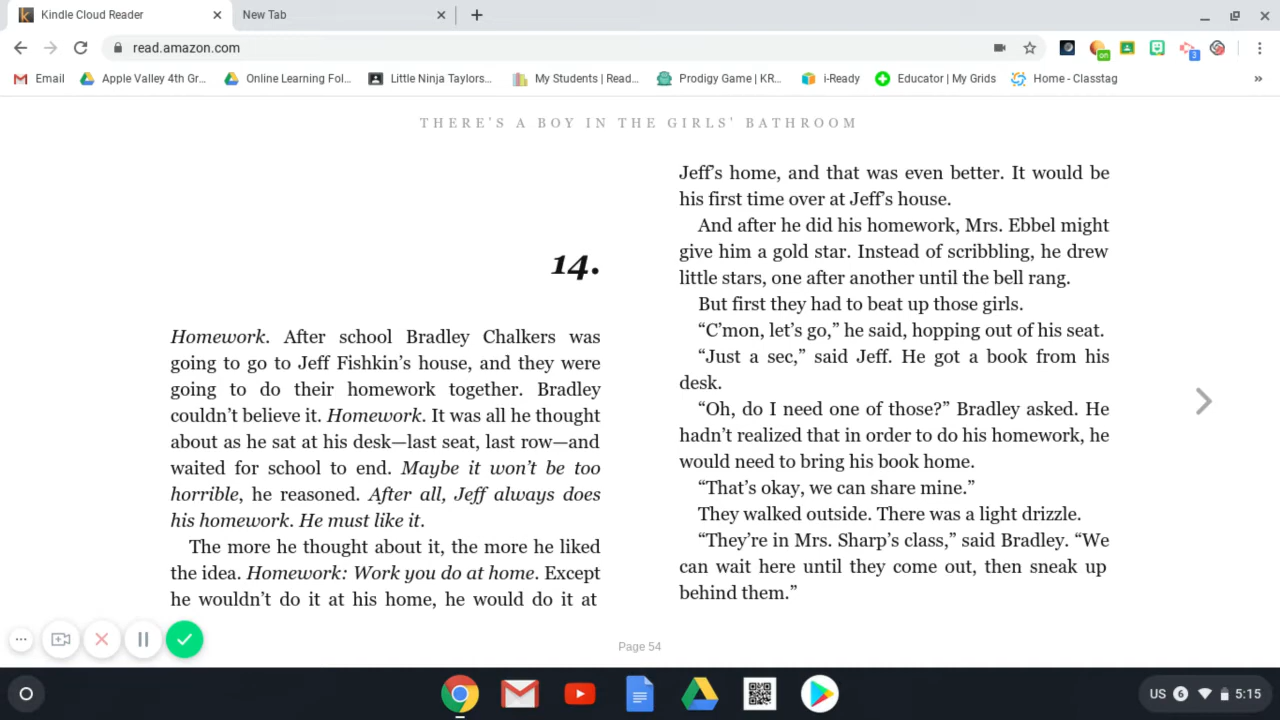 Kindle Cloud Reader
New Tab
read.amazon.com
on
3
Email
Apple Valley 4th Gr...
Online Learning Fol...
Little Ninja Taylors...
My Students | Read...
Prodigy Game | KR...
i-Ready
Educator | My Grids
Home - Classtag
»
THERE'S A BOY IN THE GIRLS' BATHROOM
14.
Homework. After school Bradley Chalkers was
going to go to Jeff Fishkin’s house, and they were
going to do their homework together. Bradley
couldn’t believe it. Homework. It was all he thought
about as he sat at his desk—last seat, last row—and
waited for school to end. Maybe it won’t be too
horrible, he reasoned. After all, Jeff always does
his homework. He must like it.
The more he thought about it, the more he liked
the idea. Homework: Work you do at home. Except
he wouldn’t do it at his home, he would do it at
Jeff’s home, and that was even better. It would be
his first time over at Jeff’s house.
And after he did his homework, Mrs. Ebbel might
give him a gold star. Instead of scribbling, he drew
little stars, one after another until the bell rang.
But first they had to beat up those girls.
“C’mon, let’s go,” he said, hopping out of his seat.
“Just a sec,” said Jeff. He got a book from his
desk.
“Oh, do I need one of those?” Bradley asked. He
hadn’t realized that in order to do his homework, he
would need to bring his book home.
“That’s okay, we can share mine.”
They walked outside. There was a light drizzle.
“They’re in Mrs. Sharp’s class,” said Bradley. “We
can wait here until they come out, then sneak up
behind them.”
Page 54
US 6 5:15